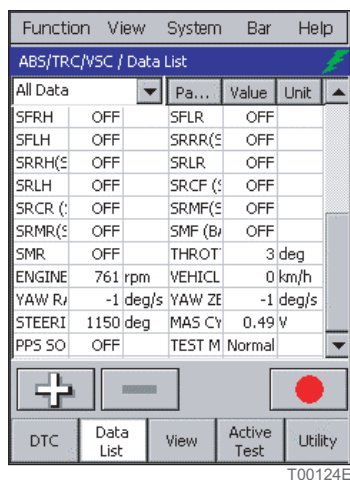 Function View System Bar Help
ABS/TRC/VSC / Data List
All Data Pa... Value Unit
SFRH OFF SFLR OFF
SFLH OFF SRRR(S OFF
SRRH(S OFF SRLR OFF
SRLH OFF SRCF (S OFF
SRCR (S OFF SRMF(S OFF
SRMR(S OFF SMF (BA OFF
SMR OFF THROT 3 deg
ENGINE 761 rpm VEHICL 0 km/h
YAW RA -1 deg/s YAW ZE -1 deg/s
STEERI 1150 deg MAS CY 0.49 V
PPS SO OFF TEST M Normal
DTC Data List View Active Test Utility
T00124E